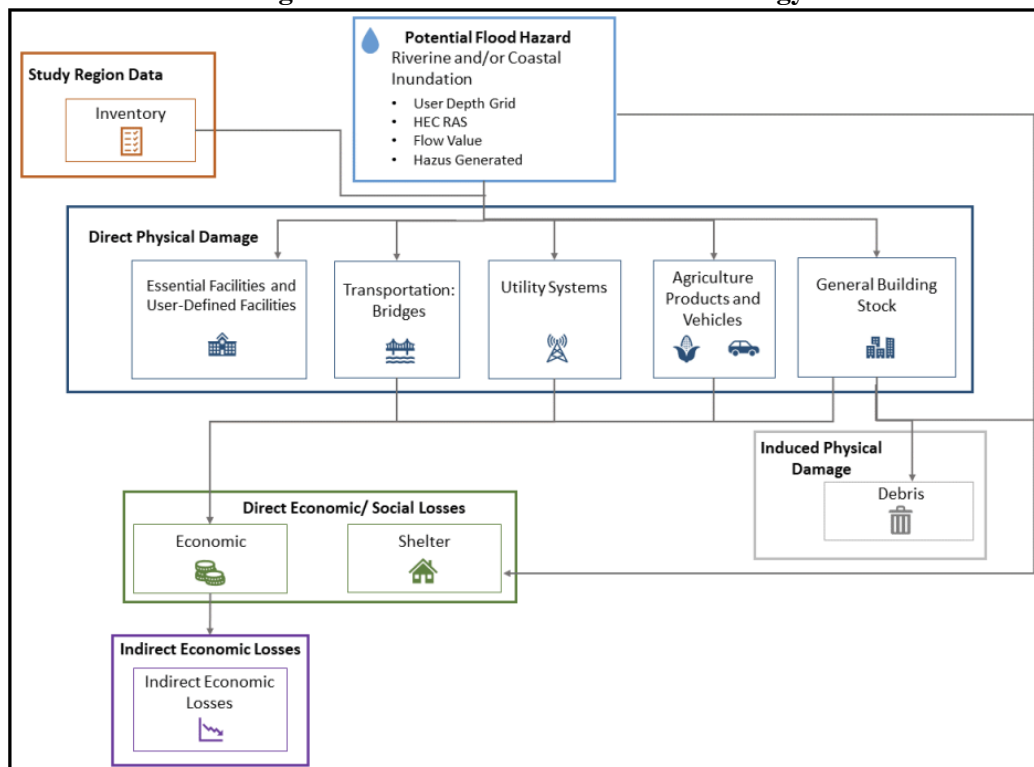 Potential Flood Hazard
Riverine and/or Coastal
Inundation
• User Depth Grid
• HEC RAS
• Flow Value
• Hazus Generated
Study Region Data
Inventory
Direct Physical Damage
Essential Facilities and
User-Defined Facilities
Transportation:
Bridges
Utility Systems
Agriculture
Products and
Vehicles
General Building
Stock
Induced Physical
Damage
Debris
Direct Economic/ Social Losses
Economic
Shelter
Indirect Economic Losses
Indirect Economic
Losses